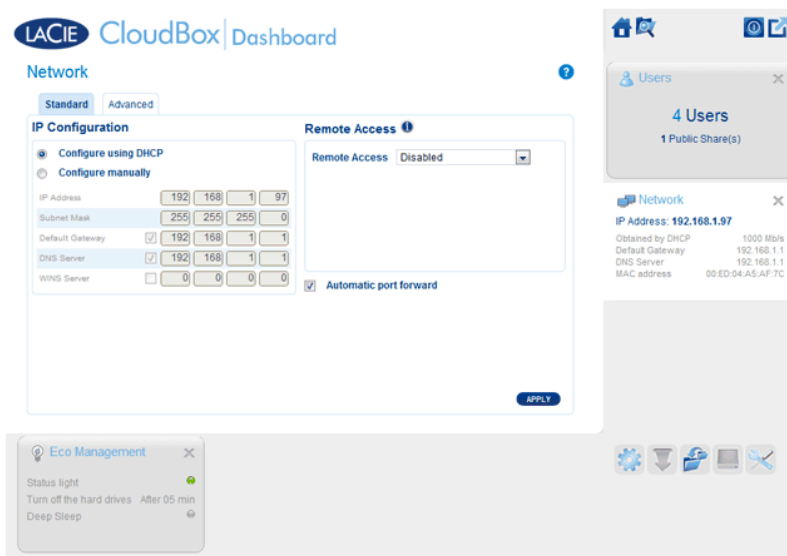 LACIE CloudBox Dashboard
Network
?
Standard Advanced
IP Configuration
Configure using DHCP
Configure manually
IP Address 192 168 1 97
Subnet Mask 255 255 255 0
Default Gateway 192 168 1 1
DNS Server 192 168 1 1
WINS Server 0 0 0 0
Remote Access
Remote Access Disabled
Automatic port forward
APPLY
Users
4 Users
1 Public Share(s)
Network
IP Address: 192.168.1.97
Obtained by DHCP 1000 Mb/s
Default Gateway 192.168.1.1
DNS Server 192.168.1.1
MAC address 00:ED:04:A5:AF:7C
Eco Management
Status light
Turn off the hard drives After 05 min
Deep Sleep